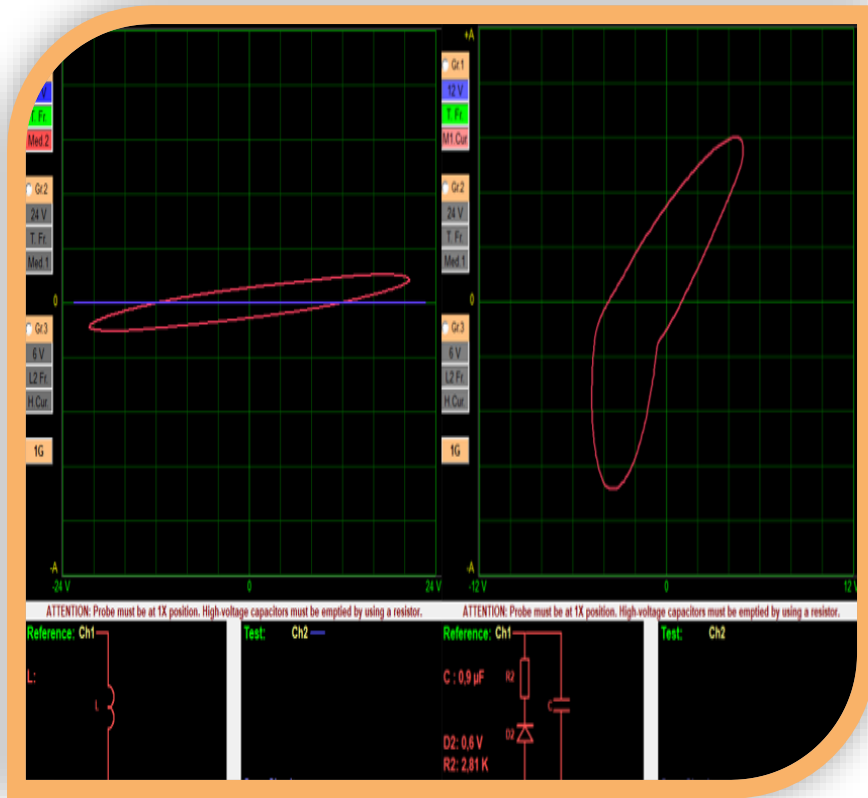 V
T. Fr.
Med.2
Gr.2
24 V
T. Fr.
Med.1
0
Gr.3
6 V
L2 Fr.
H.Cur.
1G
-A
-24 V
0
24 V
+A
Gr.1
12 V
T. Fr.
M1.Cur
Gr.2
24 V
T. Fr.
Med.1
0
Gr.3
6 V
L2 Fr.
H.Cur.
1G
-A
-12 V
0
12 V
ATTENTION: Probe must be at 1X position. High-voltage capacitors must be emptied by using a resistor.
ATTENTION: Probe must be at 1X position. High-voltage capacitors must be emptied by using a resistor.
Reference: Ch1
L:
L
Test: Ch2
Reference: Ch1
C : 0,9 µF
R2
C
D2
D2: 0,6 V
R2: 2,81 K
Test: Ch2